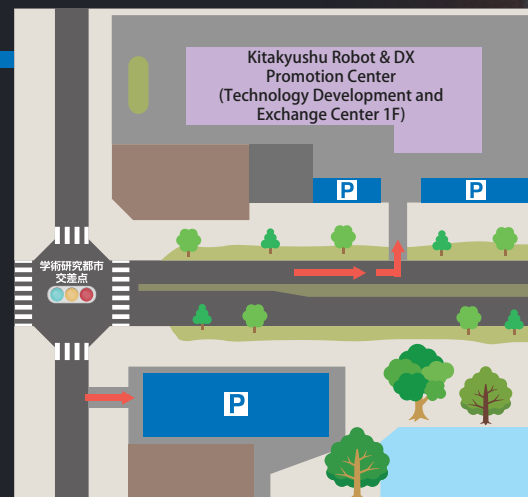 Kitakyushu Robot & DX
Promotion Center
(Technology Development and
Exchange Center 1F)
P
P
学術研究都市
交差点
P